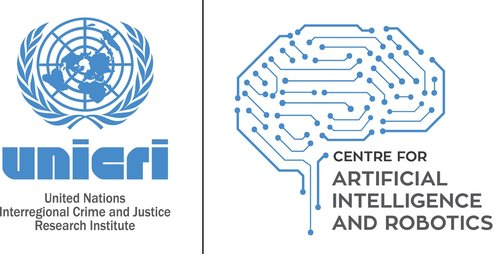 unicri
United Nations
Interregional Crime and Justice
Research Institute
CENTRE FOR
ARTIFICIAL
INTELLIGENCE
AND ROBOTICS